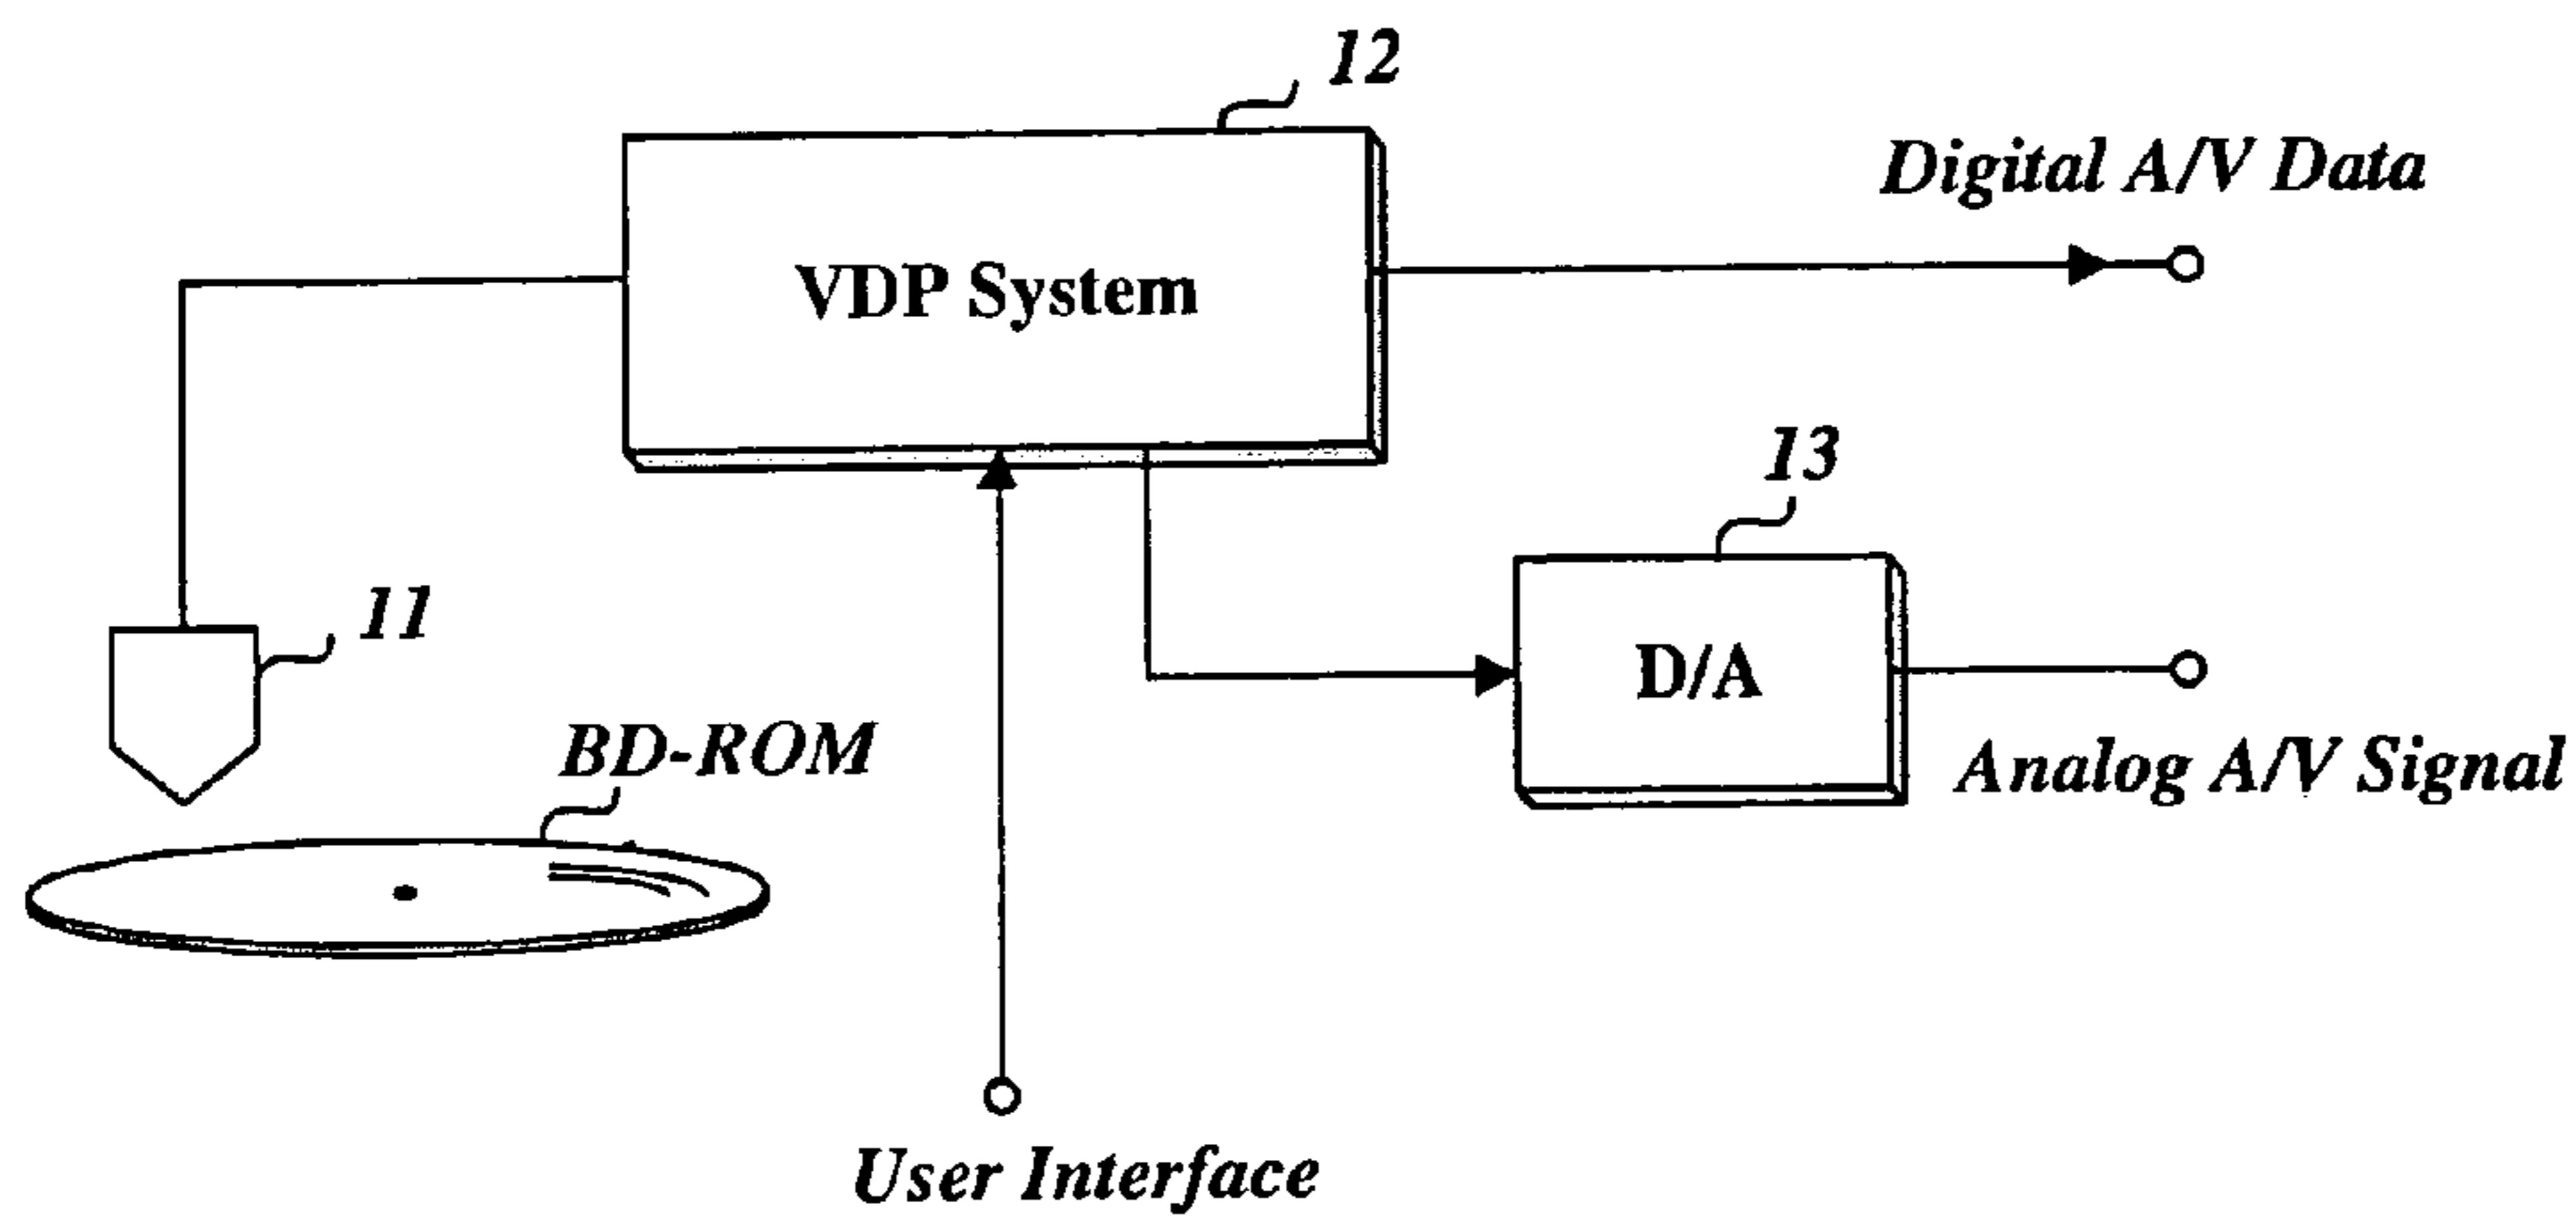 12
Digital A/V Data
VDP System
13
11
D/A
BD-ROM
Analog A/V Signal
User Interface